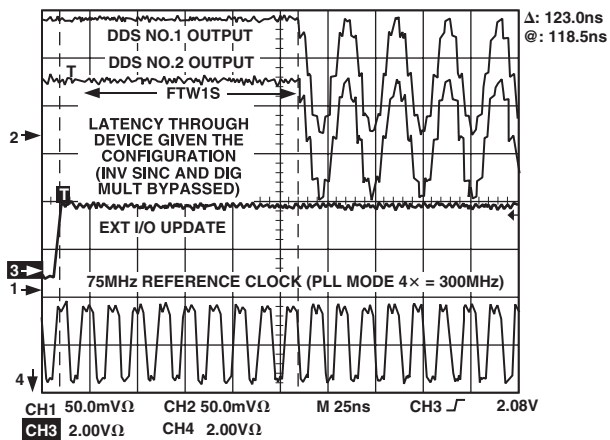 Δ: 123.0ns
@: 118.5ns
DDS NO.1 OUTPUT
DDS NO.2 OUTPUT
T
FTW1S
LATENCY THROUGH
DEVICE GIVEN THE
CONFIGURATION
(INV SINC AND DIG
MULT BYPASSED)
2
T
EXT I/O UPDATE
3
1
75MHz REFERENCE CLOCK (PLL MODE 4× = 300MHz)
4
CH1 50.0mVΩ CH2 50.0mVΩ M 25ns CH3 2.08V
CH3 2.00VΩ CH4 2.00VΩ